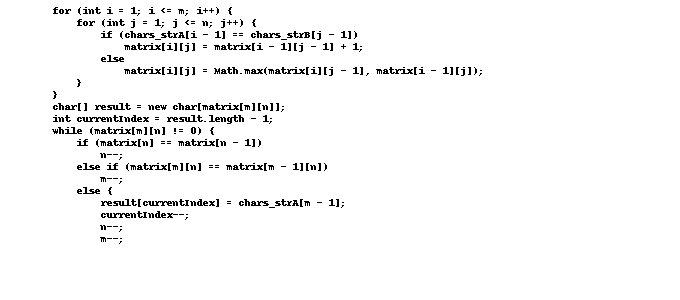 for (int i = 1; i <= m; i++) {
for (int j = 1; j <= n; j++) {
if (chars_strA[i - 1] == chars_strB[j - 1])
matrix[i][j] = matrix[i - 1][j - 1] + 1;
else
matrix[i][j] = Math.max(matrix[i][j - 1], matrix[i - 1][j]);
}
}
char[] result = new char[matrix[m][n]];
int currentIndex = result.length - 1;
while (matrix[m][n] != 0) {
if (matrix[n] == matrix[n - 1])
n--;
else if (matrix[m][n] == matrix[m - 1][n])
m--;
else {
result[currentIndex] = chars_strA[m - 1];
currentIndex--;
n--;
m--;